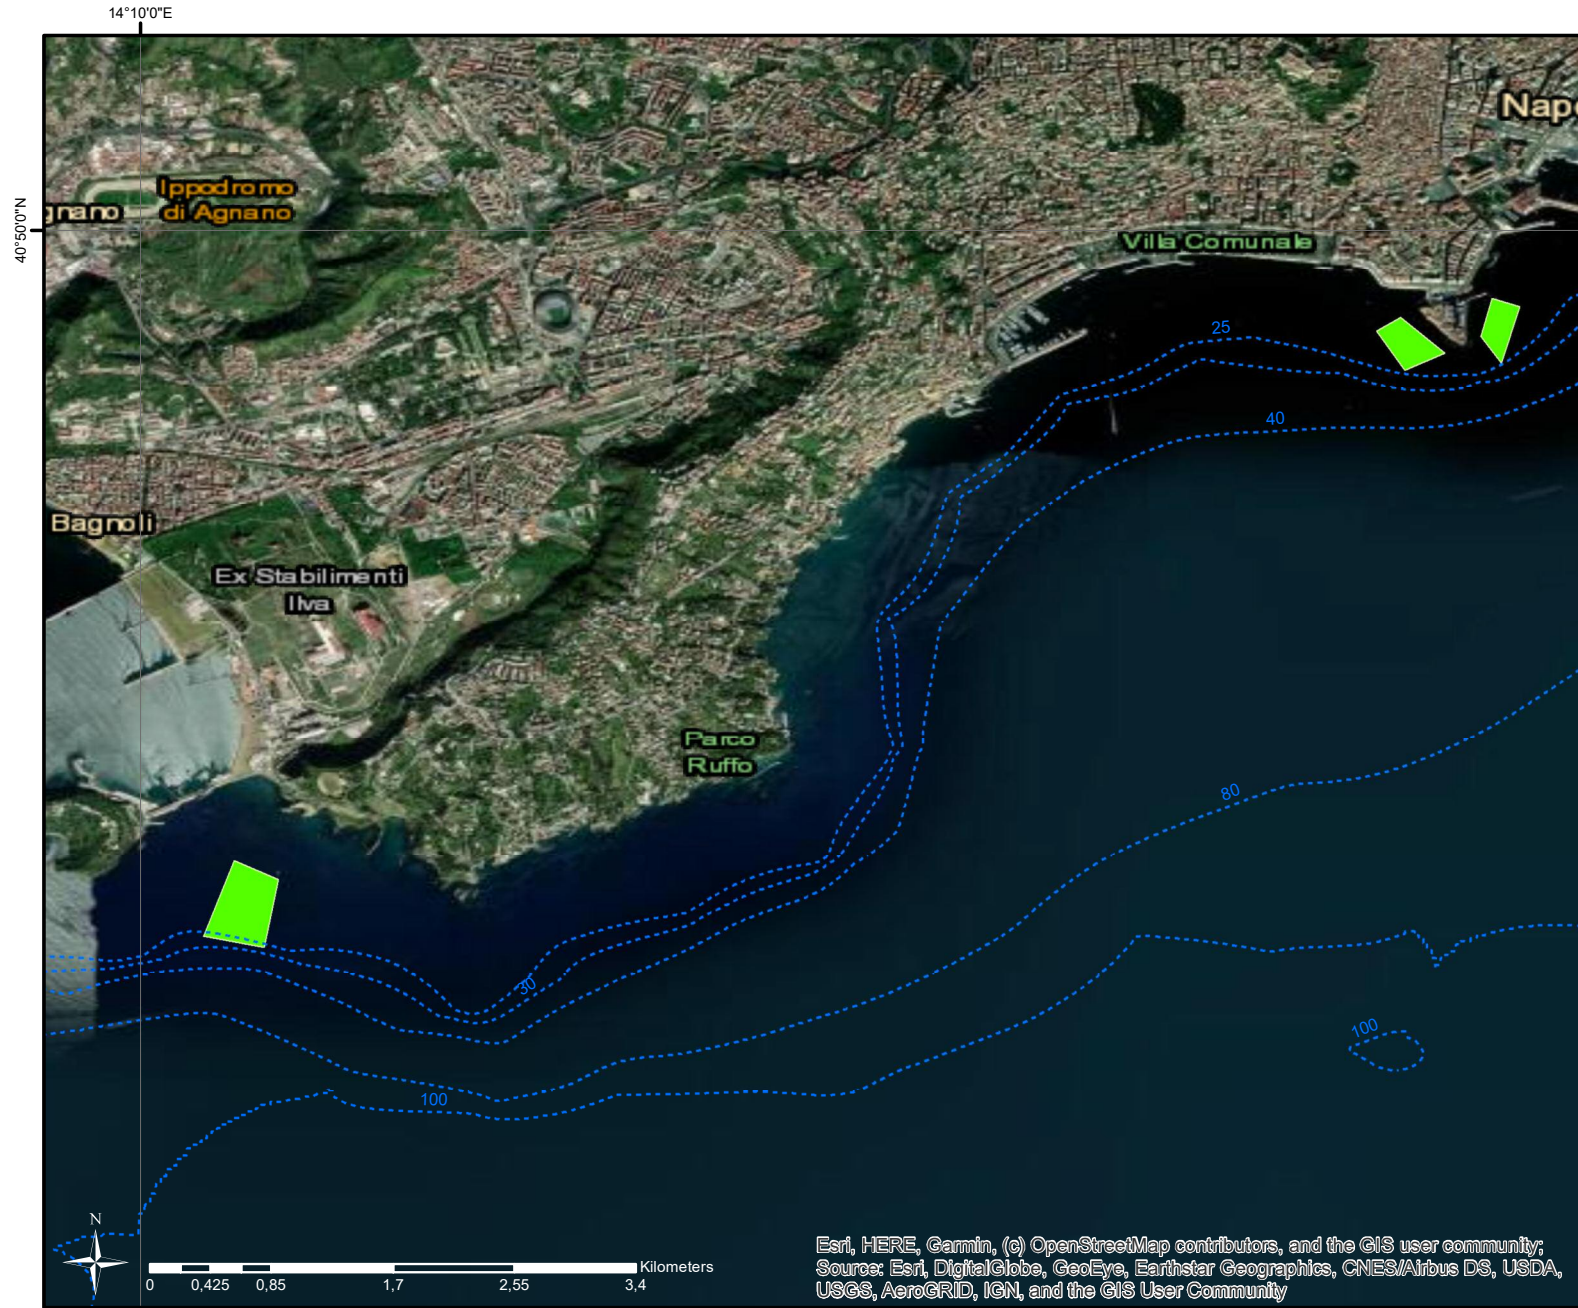 14°10'0"E
40°50'0"N
Ippodromo
di Agnano
gnano
Nap
Villa Comunale
25
40
Bagnoli
Ex Stabilimenti
Ilva
Parco
Ruffo
80
30
100
100
N
0 0,425 0,85 1,7 2,55 3,4 Kilometers
Esri, HERE, Garmin, (c) OpenStreetMap contributors, and the GIS user community;
Source: Esri, DigitalGlobe, GeoEye, Earthstar Geographics, CNES/Airbus DS, USDA,
USGS, AeroGRID, IGN, and the GIS User Community